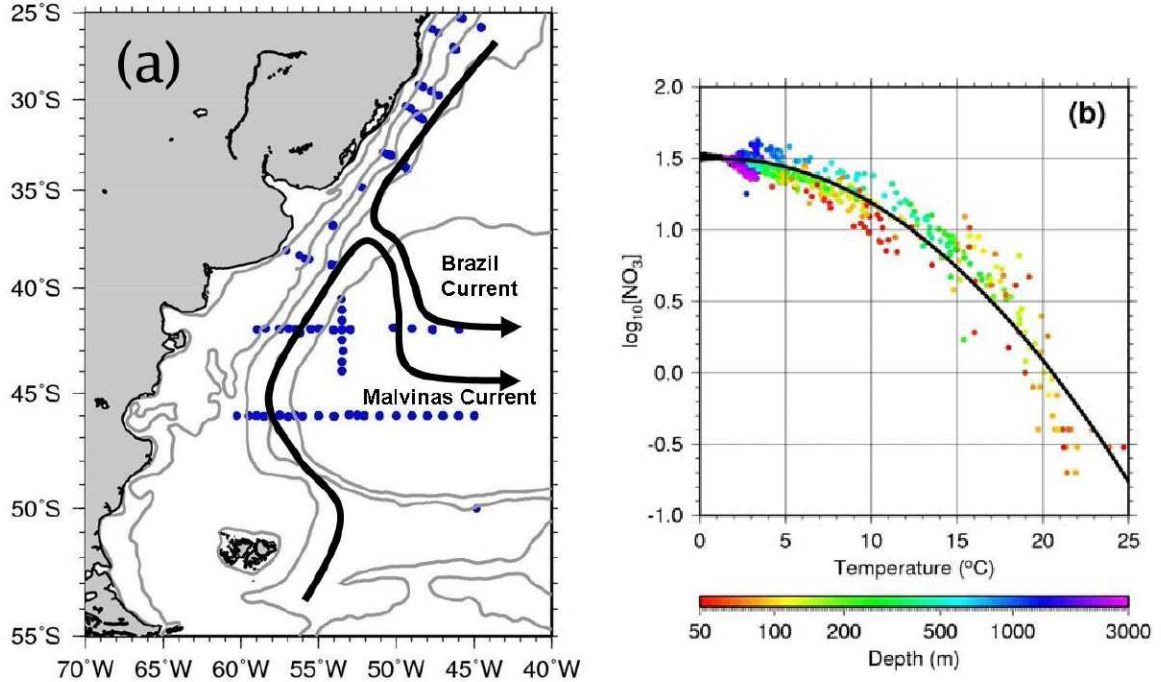 25°S
30°S
35°S
40°S
45°S
50°S
55°S
(a)
Brazil
Current
Malvinas Current
70°W 65°W 60°W 55°W 50°W 45°W 40°W
(b)
2.0
1.5
1.0
0.5
0.0
-0.5
-1.0
log10[NO3]
0 5 10 15 20 25
Temperature (ºC)
50 100 200 500 1000 3000
Depth (m)